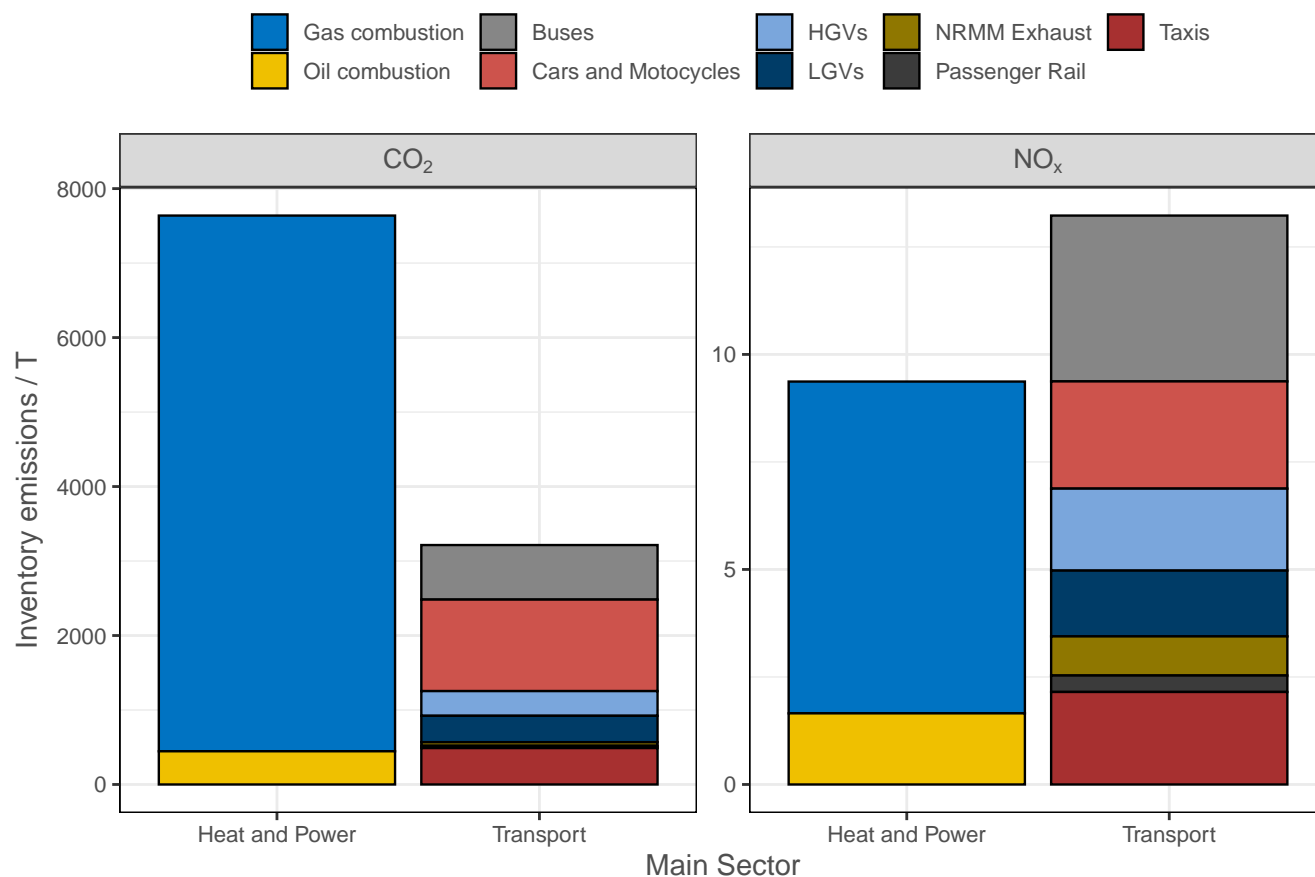 Gas combustion Buses HGVs NRMM Exhaust Taxis
Oil combustion Cars and Motocycles LGVs Passenger Rail
CO₂ NOₓ
8000
6000
4000
2000
0
10
5
0
Inventory emissions / T
Heat and Power Transport Heat and Power Transport
Main Sector